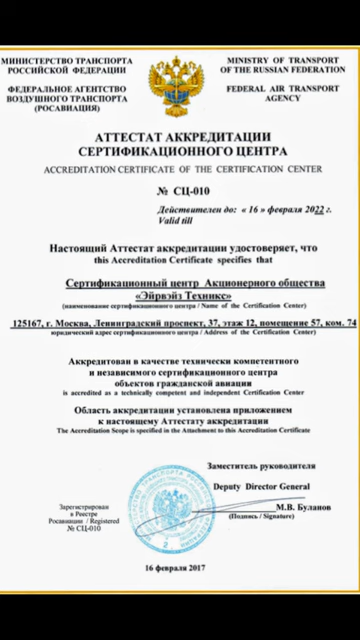 МИНИСТЕРСТВО ТРАНСПОРТА
РОССИЙСКОЙ ФЕДЕРАЦИИ
ФЕДЕРАЛЬНОЕ АГЕНТСТВО
ВОЗДУШНОГО ТРАНСПОРТА
(РОСАВИАЦИЯ)
MINISTRY OF TRANSPORT
OF THE RUSSIAN FEDERATION
FEDERAL AIR TRANSPORT
AGENCY
АТТЕСТАТ АККРЕДИТАЦИИ
СЕРТИФИКАЦИОННОГО ЦЕНТРА
ACCREDITATION CERTIFICATE OF THE CERTIFICATION CENTER
№ СЦ-010
Действителен до: « 16 » февраля 2022 г.
Valid till
Настоящий Аттестат аккредитации удостоверяет, что
this Accreditation Certificate specifies that
Сертификационный центр Акционерного общества
«Эйрвэйз Техникс»
(наименование сертификационного центра / Name of the Certification Center)
125167, г. Москва, Ленинградский проспект, 37, этаж 12, помещение 57, ком. 74
юридический адрес сертификационного центра / Address of the Certification Center)
Аккредитован в качестве технически компетентного
и независимого сертификационного центра
объектов гражданской авиации
is accredited as a technically competent and independent Certification Center
Область аккредитации установлена приложением
к настоящему Аттестату аккредитации
The Accreditation Scope is specified in the Attachment to this Accreditation Certificate
Заместитель руководителя
Deputy Director General
М.В. Буланов
(Подпись / Signature)
Зарегистрирован
в Реестре
Росавиации / Registered
№ СЦ-010
16 февраля 2017